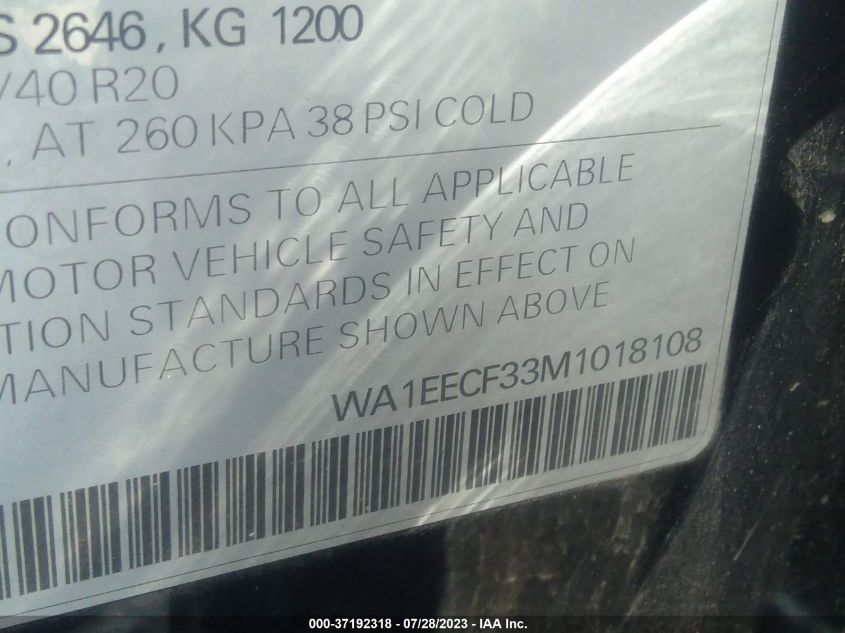 S 2646, KG 1200
/40 R20
, AT 260 KPA 38 PSI COLD
ONFORMS TO ALL APPLICABLE
MOTOR VEHICLE SAFETY AND
TION STANDARDS IN EFFECT ON
MANUFACTURE SHOWN ABOVE.
WA1EECF33M1018108
000-37192318 / 07/28/2023 - IAA Inc.